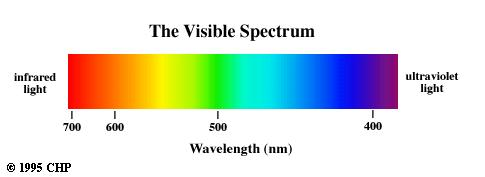 The Visible Spectrum
infrared
light
ultraviolet
light
700 600 500 400
Wavelength (nm)
© 1995 CHP